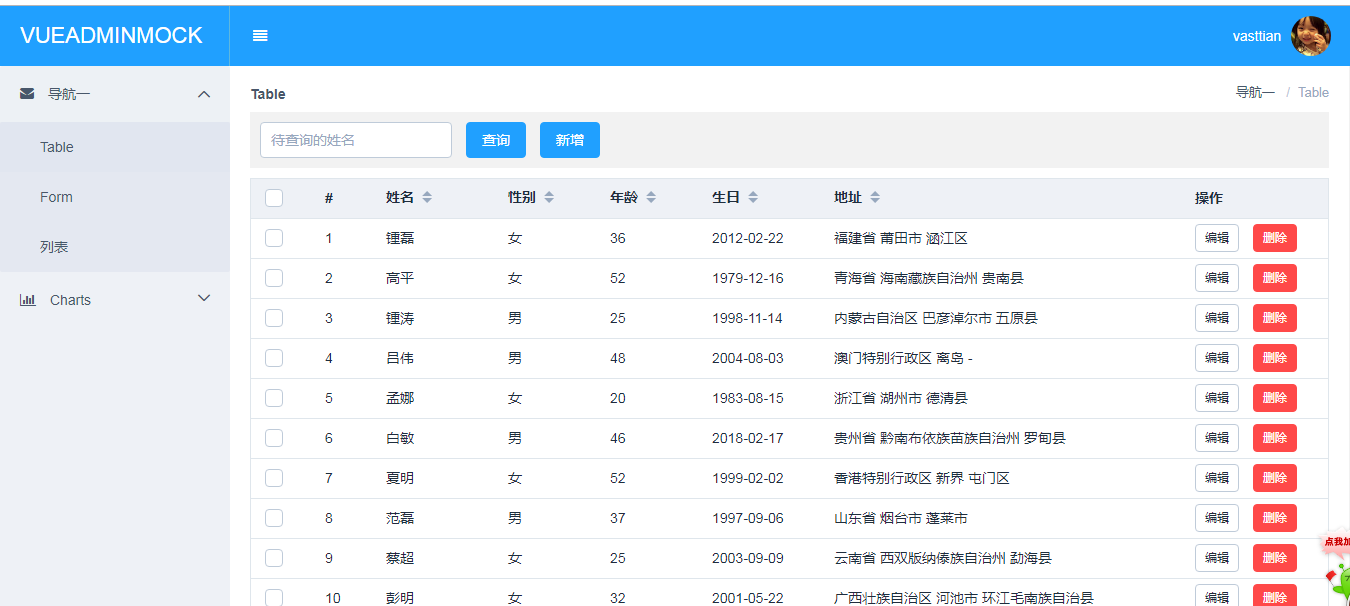 VUEADMINMOCK
vasttian
导航一
Table
Form
列表
Charts
Table
导航一 / Table
待查询的姓名 查询 新增
# 姓名 性别 年龄 生日 地址 操作
1 锺磊 女 36 2012-02-22 福建省 莆田市 涵江区 编辑 删除
2 高平 女 52 1979-12-16 青海省 海南藏族自治州 贵南县 编辑 删除
3 锺涛 男 25 1998-11-14 内蒙古自治区 巴彦淖尔市 五原县 编辑 删除
4 吕伟 男 48 2004-08-03 澳门特别行政区 离岛 - 编辑 删除
5 孟娜 女 20 1983-08-15 浙江省 湖州市 德清县 编辑 删除
6 白敏 男 46 2018-02-17 贵州省 黔南布依族苗族自治州 罗甸县 编辑 删除
7 夏明 女 52 1999-02-02 香港特别行政区 新界 屯门区 编辑 删除
8 范磊 男 37 1997-09-06 山东省 烟台市 蓬莱市 编辑 删除
9 蔡超 女 25 2003-09-09 云南省 西双版纳傣族自治州 勐海县 编辑 删除
10 彭明 女 32 2001-05-22 广西壮族自治区 河池市 环江毛南族自治县 编辑 删除
点我加